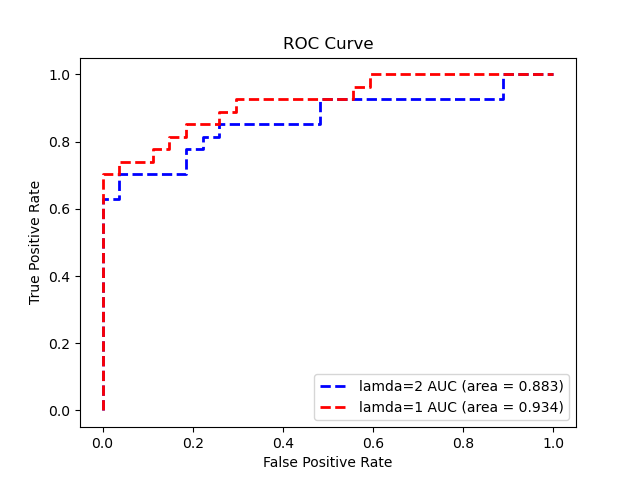 ROC Curve
1.0
0.8
0.6
0.4
0.2
0.0
True Positive Rate
lamda=2 AUC (area = 0.883)
lamda=1 AUC (area = 0.934)
0.0 0.2 0.4 0.6 0.8 1.0
False Positive Rate